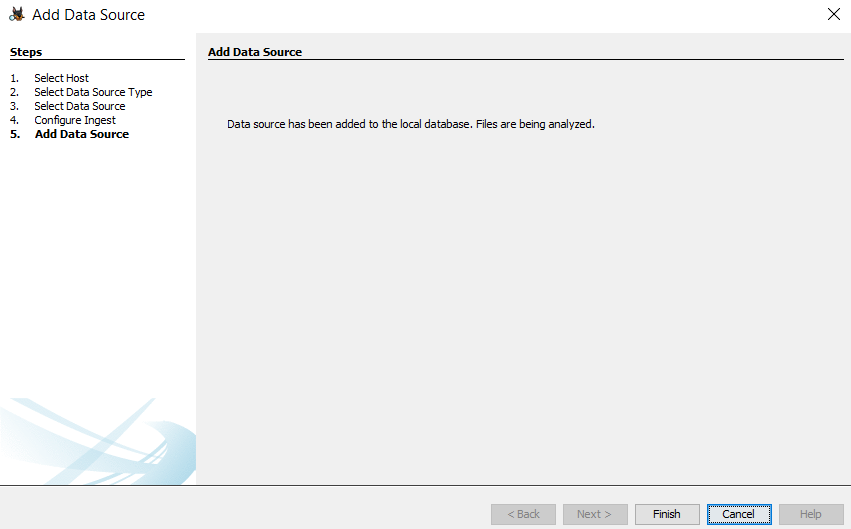 Add Data Source
Steps
Add Data Source
1. Select Host
2. Select Data Source Type
3. Select Data Source
4. Configure Ingest
5. Add Data Source
Data source has been added to the local database. Files are being analyzed.
< Back
Next >
Finish
Cancel
Help